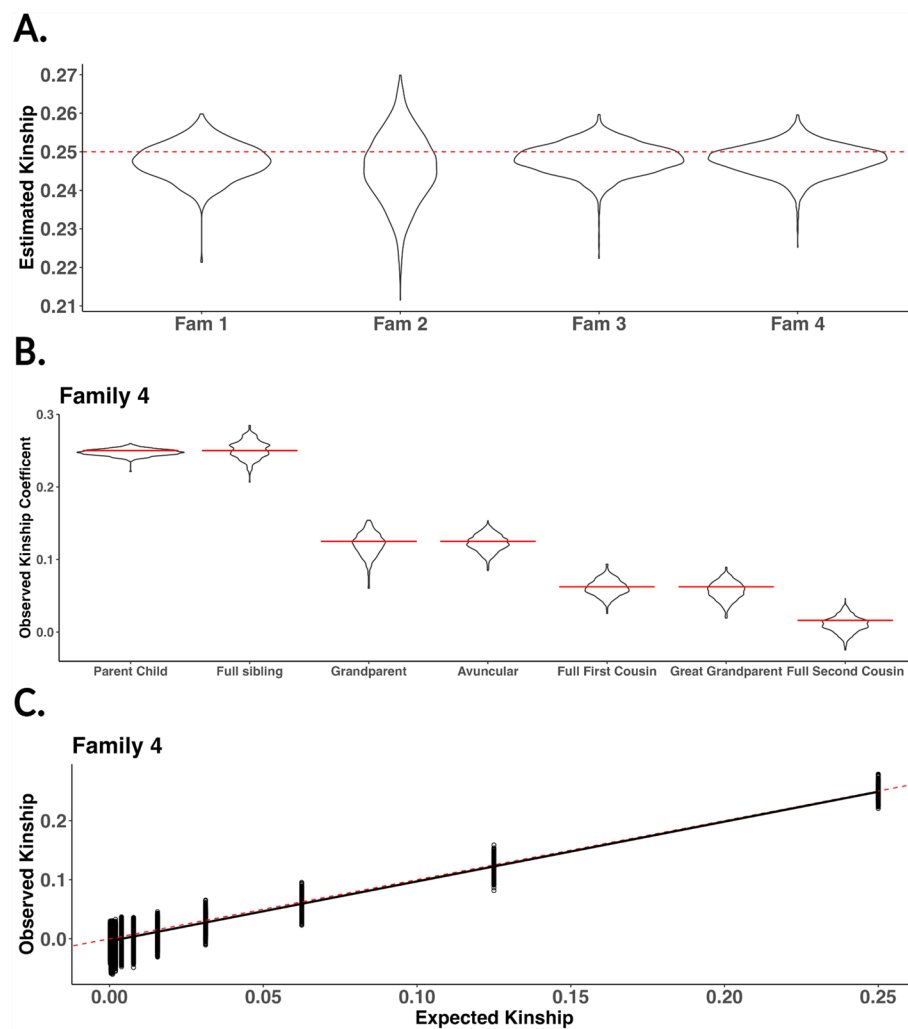 A.
Estimated Kinship
0.27
0.26
0.25
0.24
0.23
0.22
0.21
Fam 1 Fam 2 Fam 3 Fam 4
B.
Family 4
Observed Kinship Coefficent
0.3
0.2
0.1
0.0
Parent Child Full sibling Grandparent Avuncular Full First Cousin Great Grandparent Full Second Cousin
C.
Family 4
Observed Kinship
0.2
0.1
0.0
0.00 0.05 0.10 0.15 0.20 0.25
Expected Kinship